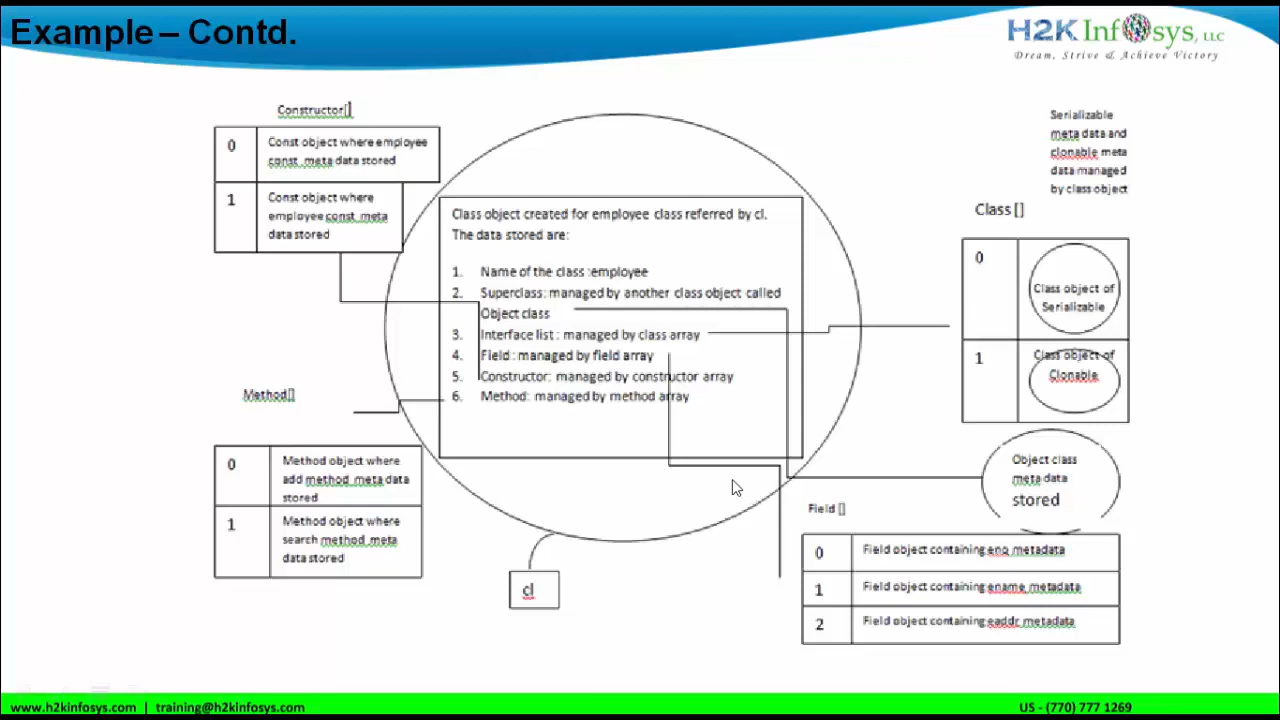 Example – Contd.
H2K Infosys, LLC
Dream, Strive & Achieve Victory
Constructor[]
0
Const object where employee
const meta data stored
1
Const object where
employee const meta
data stored
Serializable
meta data and
clonable meta
data managed
by class object
Class []
0
Class object of
Serializable
1
Class object of
Clonable
Class object created for employee class referred by cl.
The data stored are:
1. Name of the class :employee
2. Superclass: managed by another class object called
Object class
3. Interface list : managed by class array
4. Field : managed by field array
5. Constructor: managed by constructor array
6. Method: managed by method array
Method[]
0
Method object where
add method meta data
stored
1
Method object where
search method meta
data stored
Object class
meta data
stored
Field []
0 Field object containing eno metadata
1 Field object containing ename metadata
2 Field object containing eaddr metadata
cl
www.h2kinfosys.com | training@h2kinfosys.com
US - (770) 777 1269